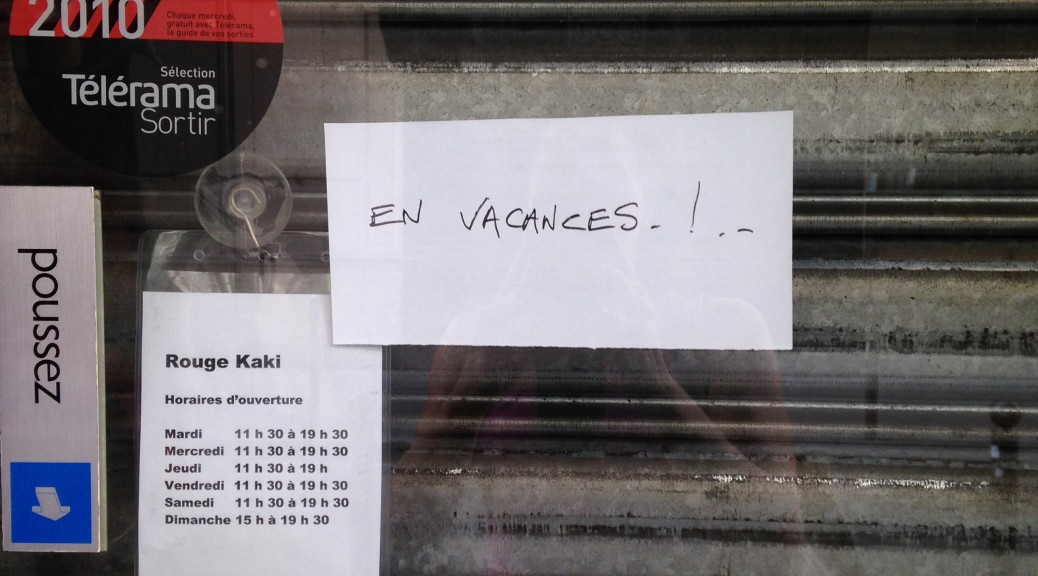 2010
Chaque mercredi,
gratuit avec Télérama,
le guide de vos sorties
Sélection
Télérama
Sortir
EN VACANCES. !..-
poussez
Rouge Kaki
Horaires d'ouverture
Mardi 11 h 30 à 19 h 30
Mercredi 11 h 30 à 19 h 30
Jeudi 11 h 30 à 19 h
Vendredi 11 h 30 à 19 h 30
Samedi 11 h 30 à 19 h 30
Dimanche 15 h à 19 h 30